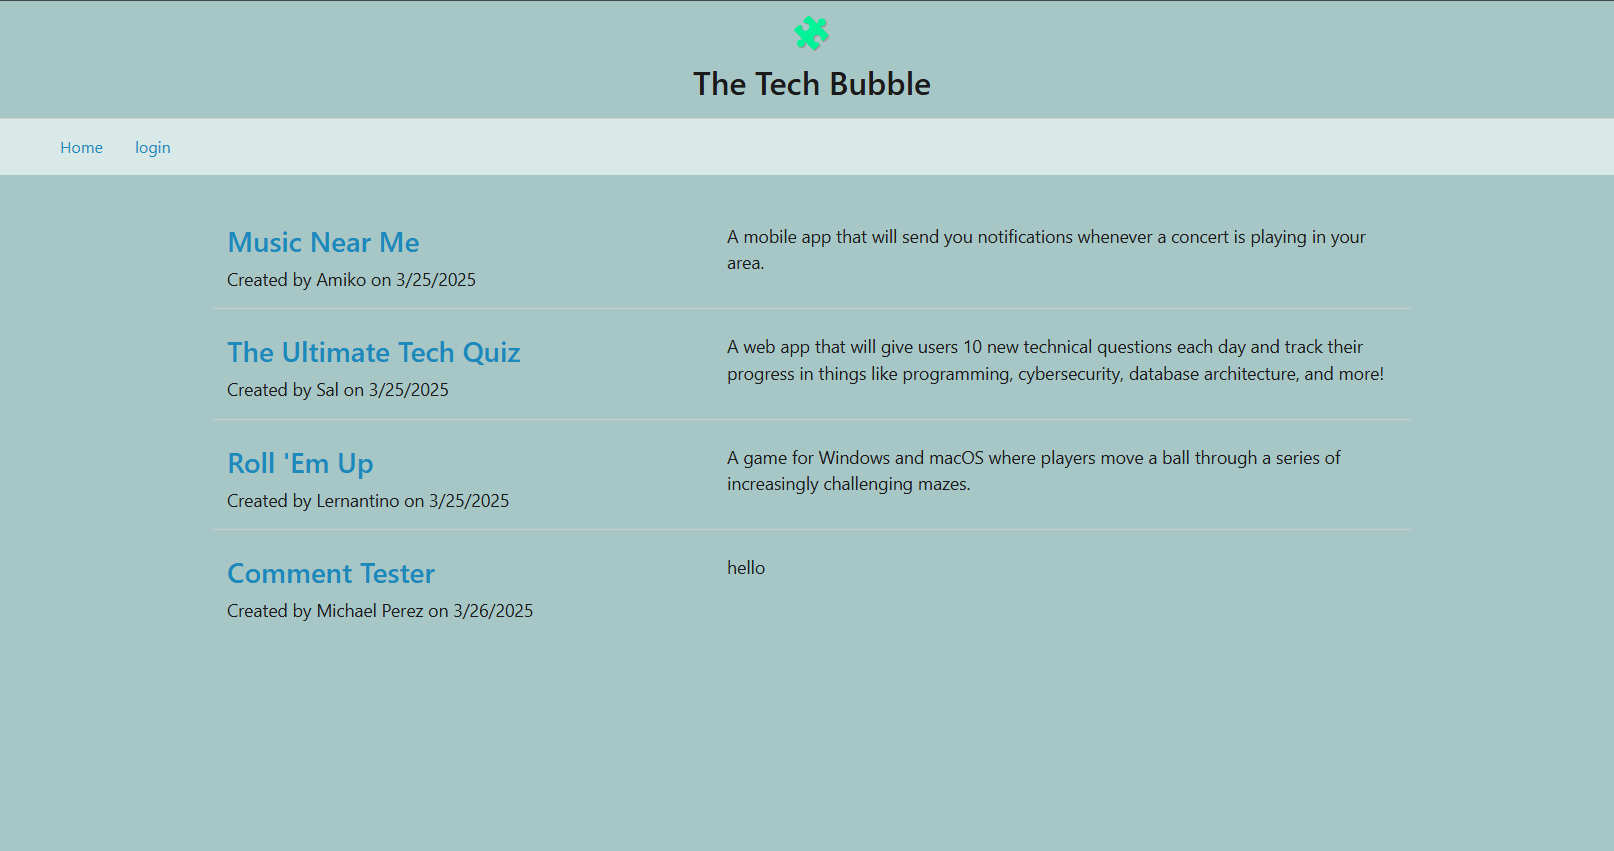 The Tech Bubble
Home login
Music Near Me
Created by Amiko on 3/25/2025
A mobile app that will send you notifications whenever a concert is playing in your
area.
The Ultimate Tech Quiz
Created by Sal on 3/25/2025
A web app that will give users 10 new technical questions each day and track their
progress in things like programming, cybersecurity, database architecture, and more!
Roll 'Em Up
Created by Lernantino on 3/25/2025
A game for Windows and macOS where players move a ball through a series of
increasingly challenging mazes.
Comment Tester
Created by Michael Perez on 3/26/2025
hello